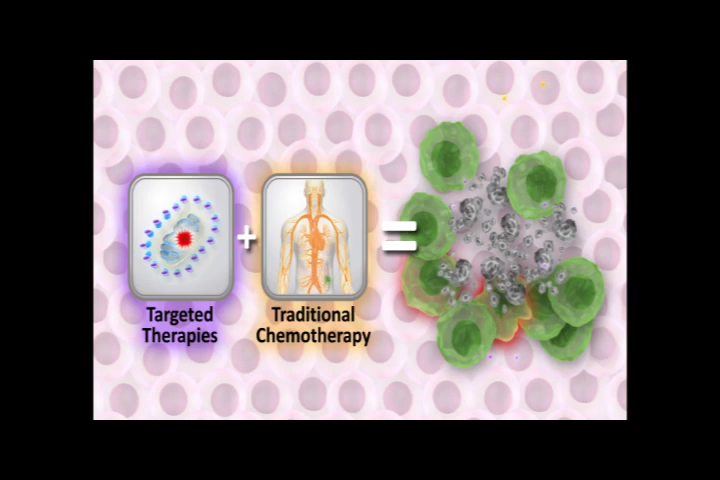 Targeted
Therapies
+
Traditional
Chemotherapy
=